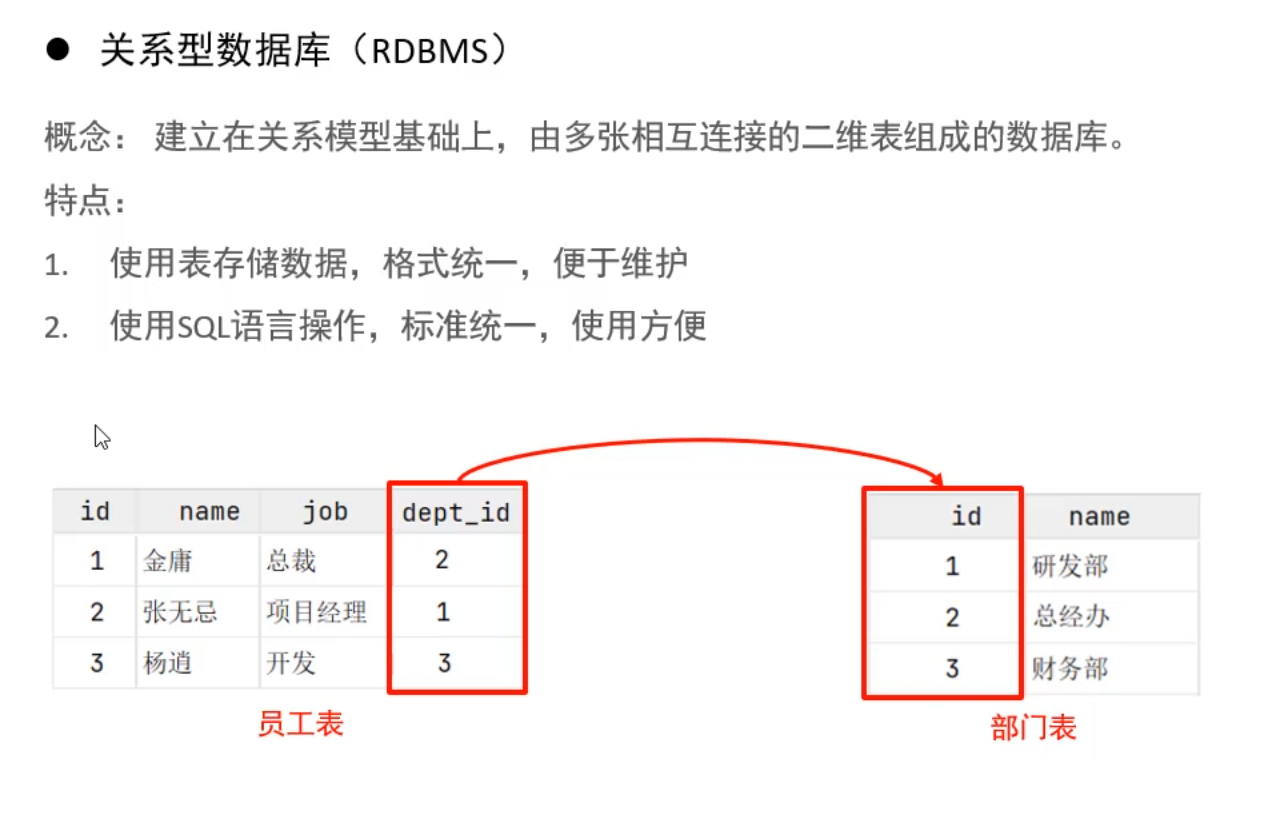 ● 关系型数据库（RDBMS）
概念： 建立在关系模型基础上，由多张相互连接的二维表组成的数据库。
特点：
1. 使用表存储数据，格式统一，便于维护
2. 使用SQL语言操作，标准统一，使用方便
id name job dept_id
1 金庸 总裁 2
2 张无忌 项目经理 1
3 杨逍 开发 3
员工表
id name
1 研发部
2 总经办
3 财务部
部门表